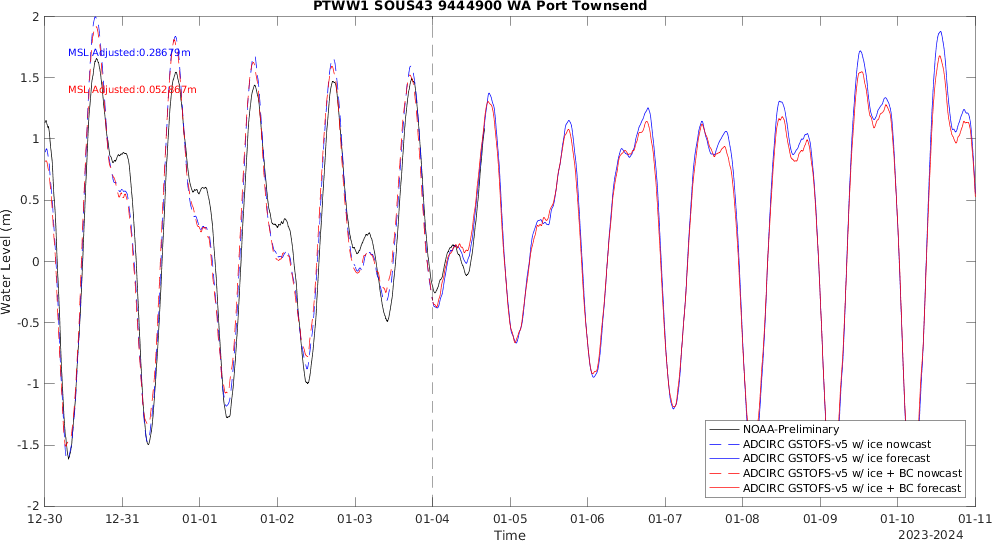 PTWW1 SOUS43 9444900 WA Port Townsend
MSL Adjusted:0.28679m
MSL Adjusted:0.052867m
Water Level (m)
2
1.5
1
0.5
0
-0.5
-1
-1.5
-2
NOAA-Preliminary
ADCIRC GSTOFS-v5 w/ ice nowcast
ADCIRC GSTOFS-v5 w/ ice forecast
ADCIRC GSTOFS-v5 w/ ice + BC nowcast
ADCIRC GSTOFS-v5 w/ ice + BC forecast
12-30 12-31 01-01 01-02 01-03 01-04 01-05 01-06 01-07 01-08 01-09 01-10 01-11
Time
2023-2024